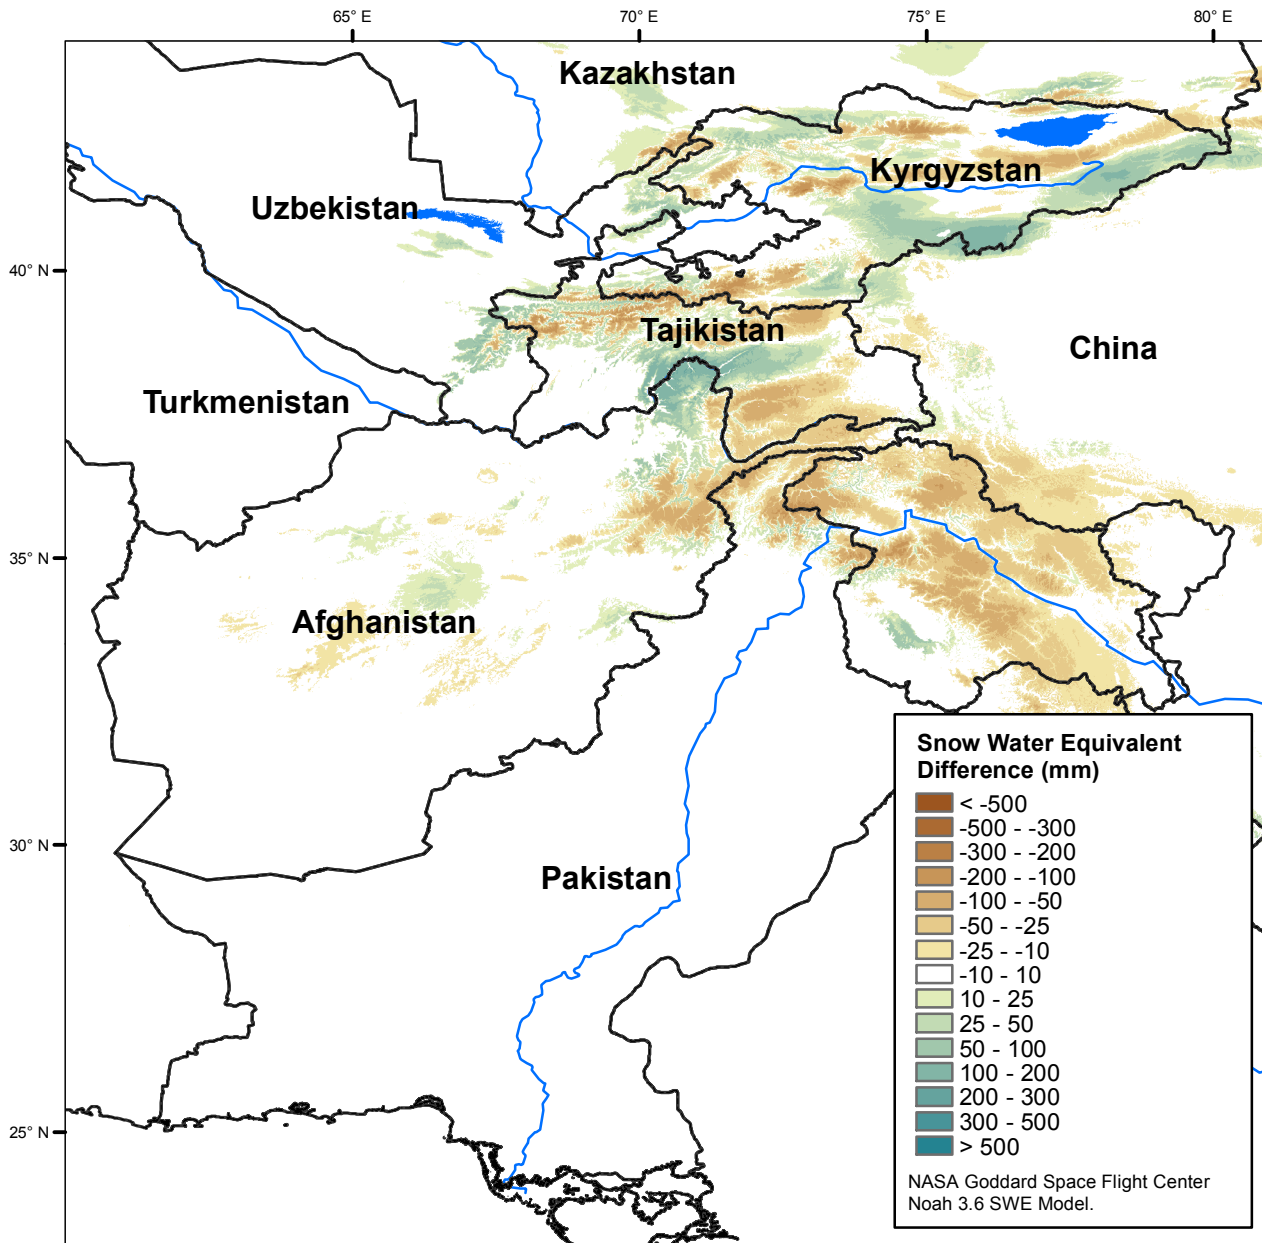 65° E
70° E
75° E
80° E
Kazakhstan
Kyrgyzstan
Uzbekistan
40° N
Tajikistan
China
Turkmenistan
35° N
Afghanistan
30° N
Pakistan
25° N
Snow Water Equivalent
Difference (mm)
< -500
-500 - -300
-300 - -200
-200 - -100
-100 - -50
-50 - -25
-25 - -10
-10 - 10
10 - 25
25 - 50
50 - 100
100 - 200
200 - 300
300 - 500
> 500
NASA Goddard Space Flight Center
Noah 3.6 SWE Model.